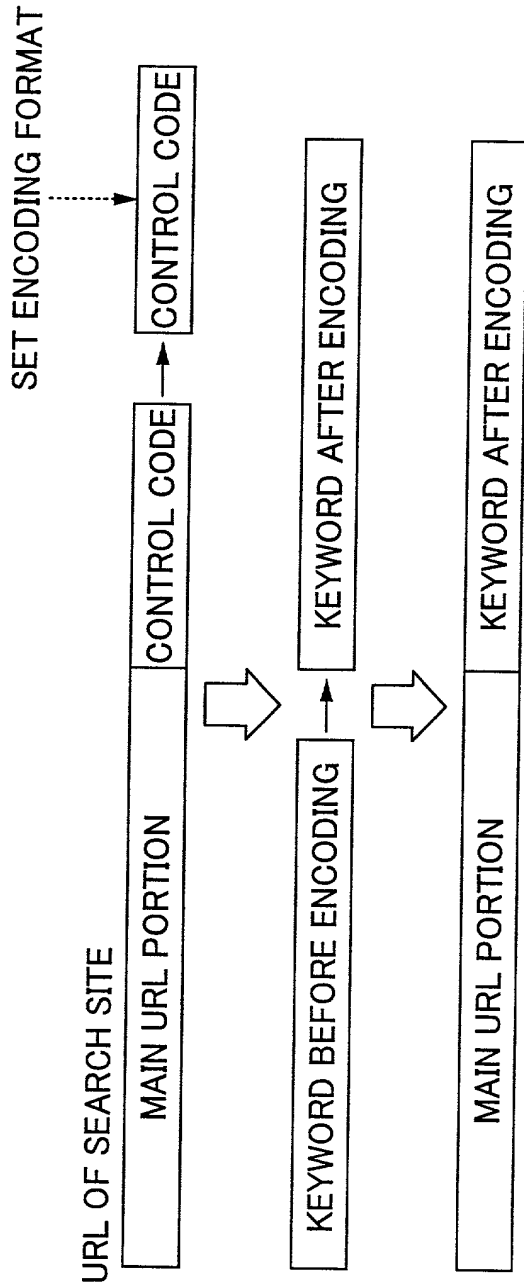 SET ENCODING FORMAT
URL OF SEARCH SITE
MAIN URL PORTION
CONTROL CODE
CONTROL CODE
KEYWORD BEFORE ENCODING
KEYWORD AFTER ENCODING
MAIN URL PORTION
KEYWORD AFTER ENCODING